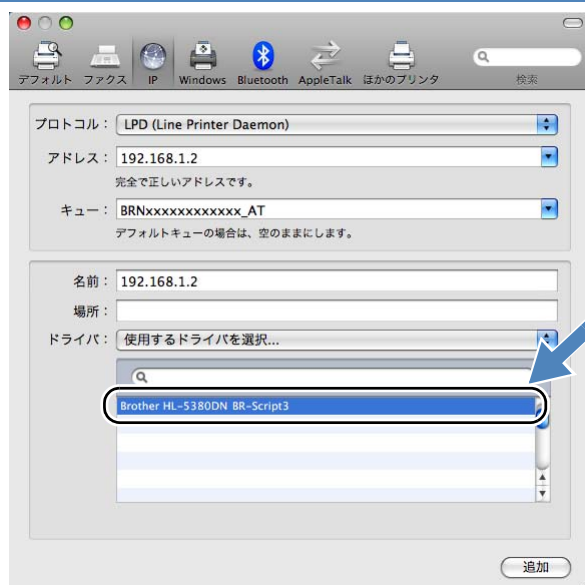 デフォルト ファクス IP Windows Bluetooth AppleTalk ほかのプリンタ 検索
プロトコル： LPD (Line Printer Daemon)
アドレス： 192.168.1.2
完全で正しいアドレスです。
キュー： BRNxxxxxxxxxxxx_AT
デフォルトキューの場合は、空のままにします。
名前： 192.168.1.2
場所：
ドライバ： 使用するドライバを選択...
Brother HL-5380DN BR-Script3
追加